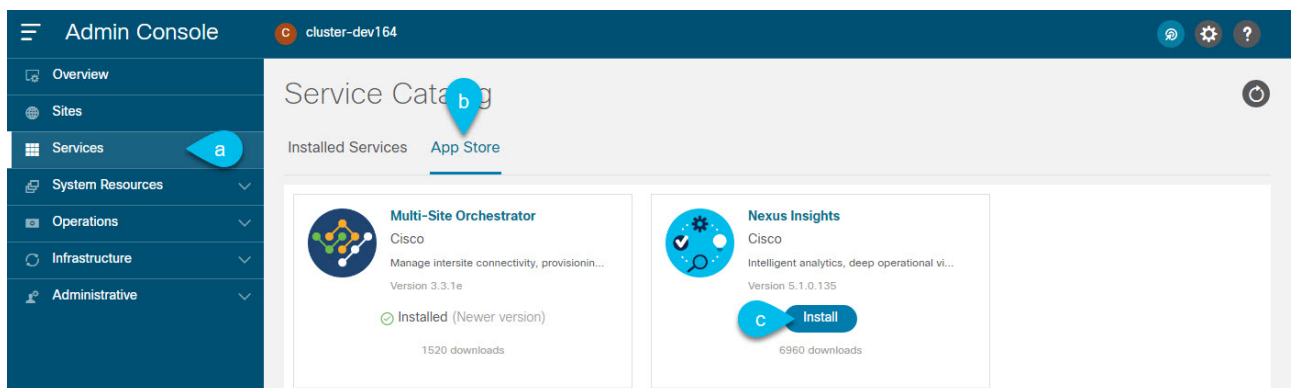 Admin Console
C cluster-dev164
?
Overview
Sites
Services
a
System Resources
Operations
Infrastructure
Administrative
Service Catalog
b
Installed Services App Store
Multi-Site Orchestrator
Cisco
Manage intersite connectivity, provisionin...
Version 3.3.1e
Installed (Newer version)
1520 downloads
Nexus Insights
Cisco
Intelligent analytics, deep operational vi...
Version 5.1.0.135
c
Install
6960 downloads